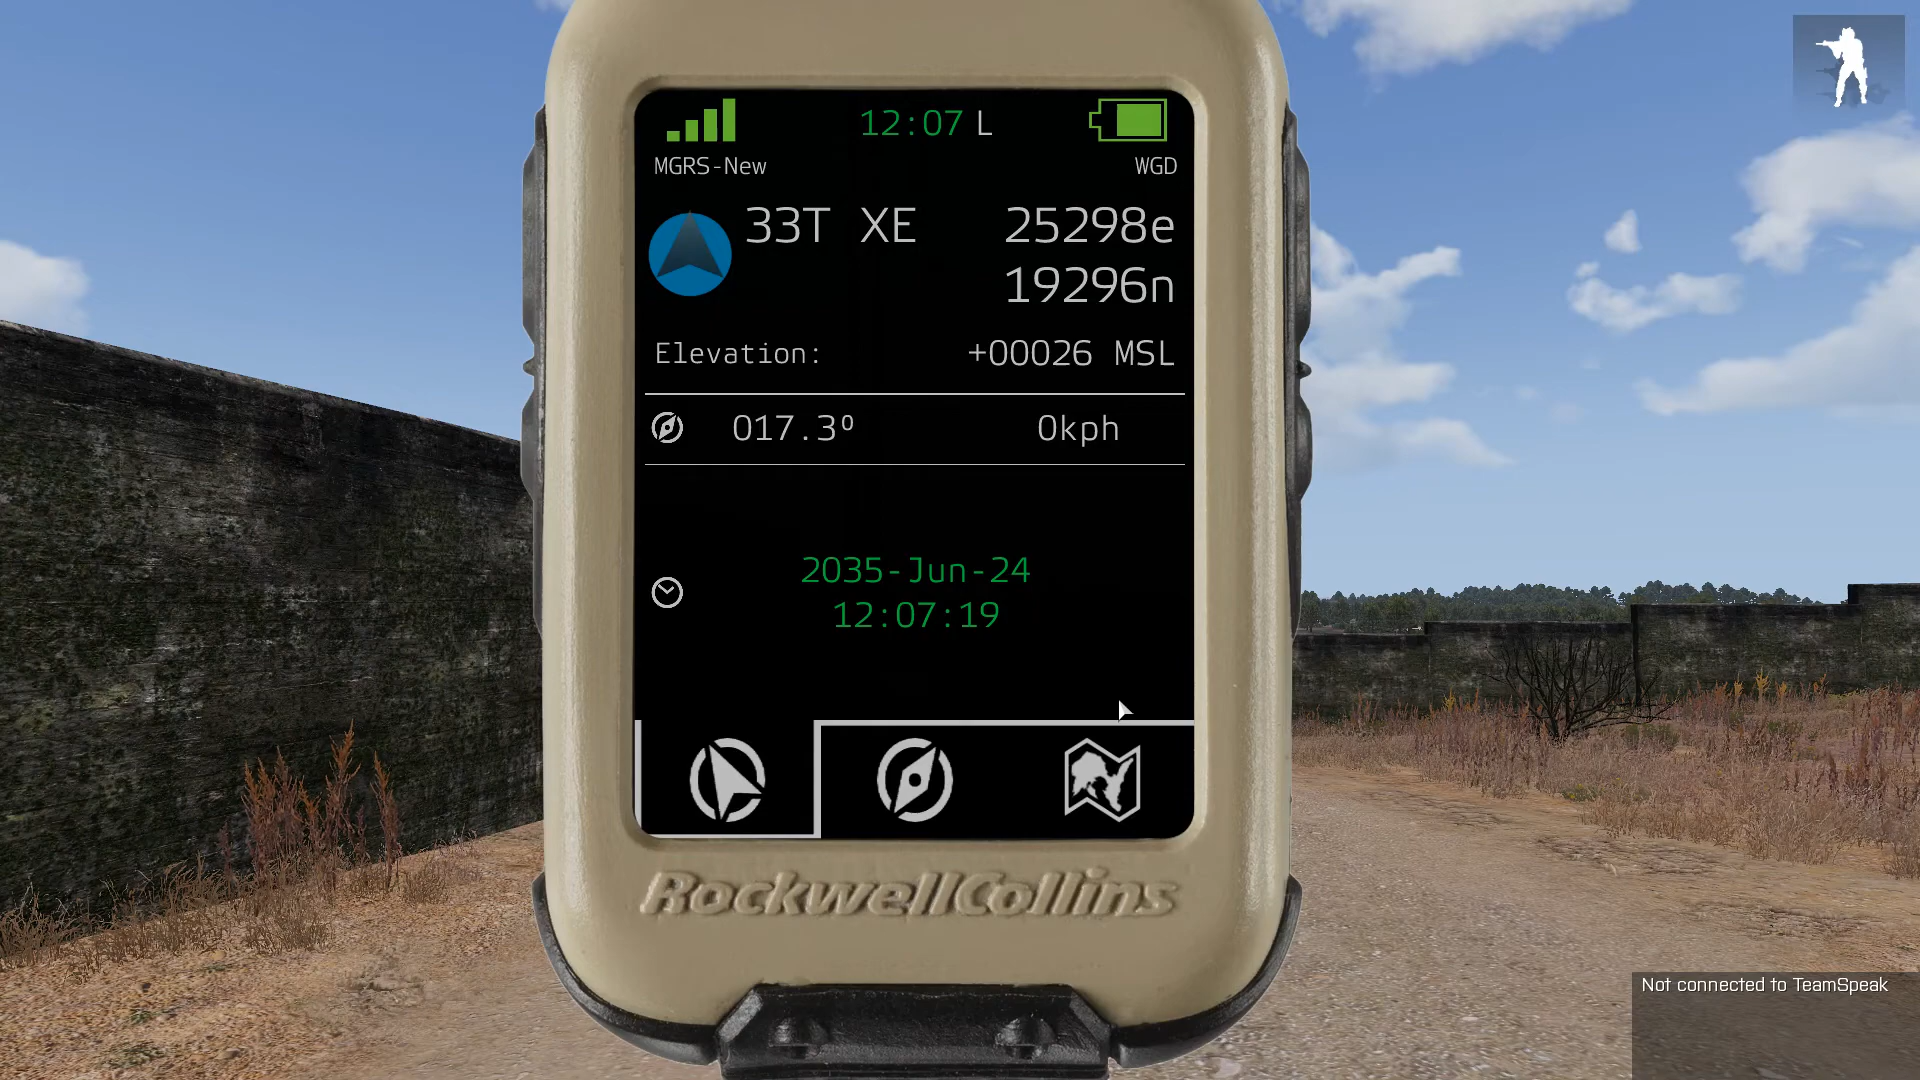 12:07 L
MGRS-New WGD
33T XE 25298e
19296n
Elevation: +00026 MSL
017.3º 0kph
2035-Jun-24
12:07:19
RockwellCollins
Not connected to TeamSpeak